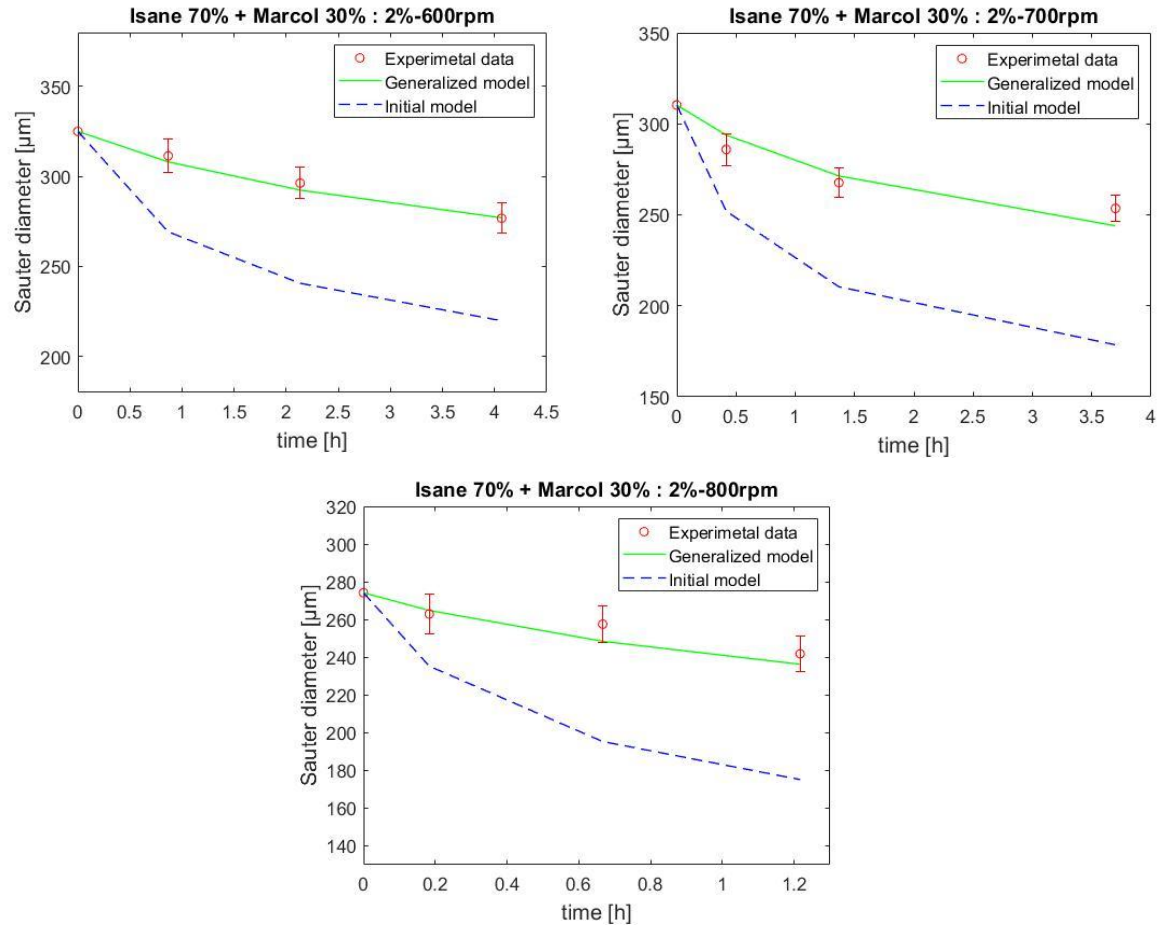 Isane 70% + Marcol 30% : 2%-600rpm
Experimetal data
Generalized model
Initial model
Sauter diameter [µm]
350
300
250
200
0 0.5 1 1.5 2 2.5 3 3.5 4 4.5
time [h]
Isane 70% + Marcol 30% : 2%-700rpm
Experimetal data
Generalized model
Initial model
Sauter diameter [µm]
350
300
250
200
150
0 0.5 1 1.5 2 2.5 3 3.5 4
time [h]
Isane 70% + Marcol 30% : 2%-800rpm
Experimetal data
Generalized model
Initial model
Sauter diameter [µm]
320
300
280
260
240
220
200
180
160
140
0 0.2 0.4 0.6 0.8 1 1.2
time [h]